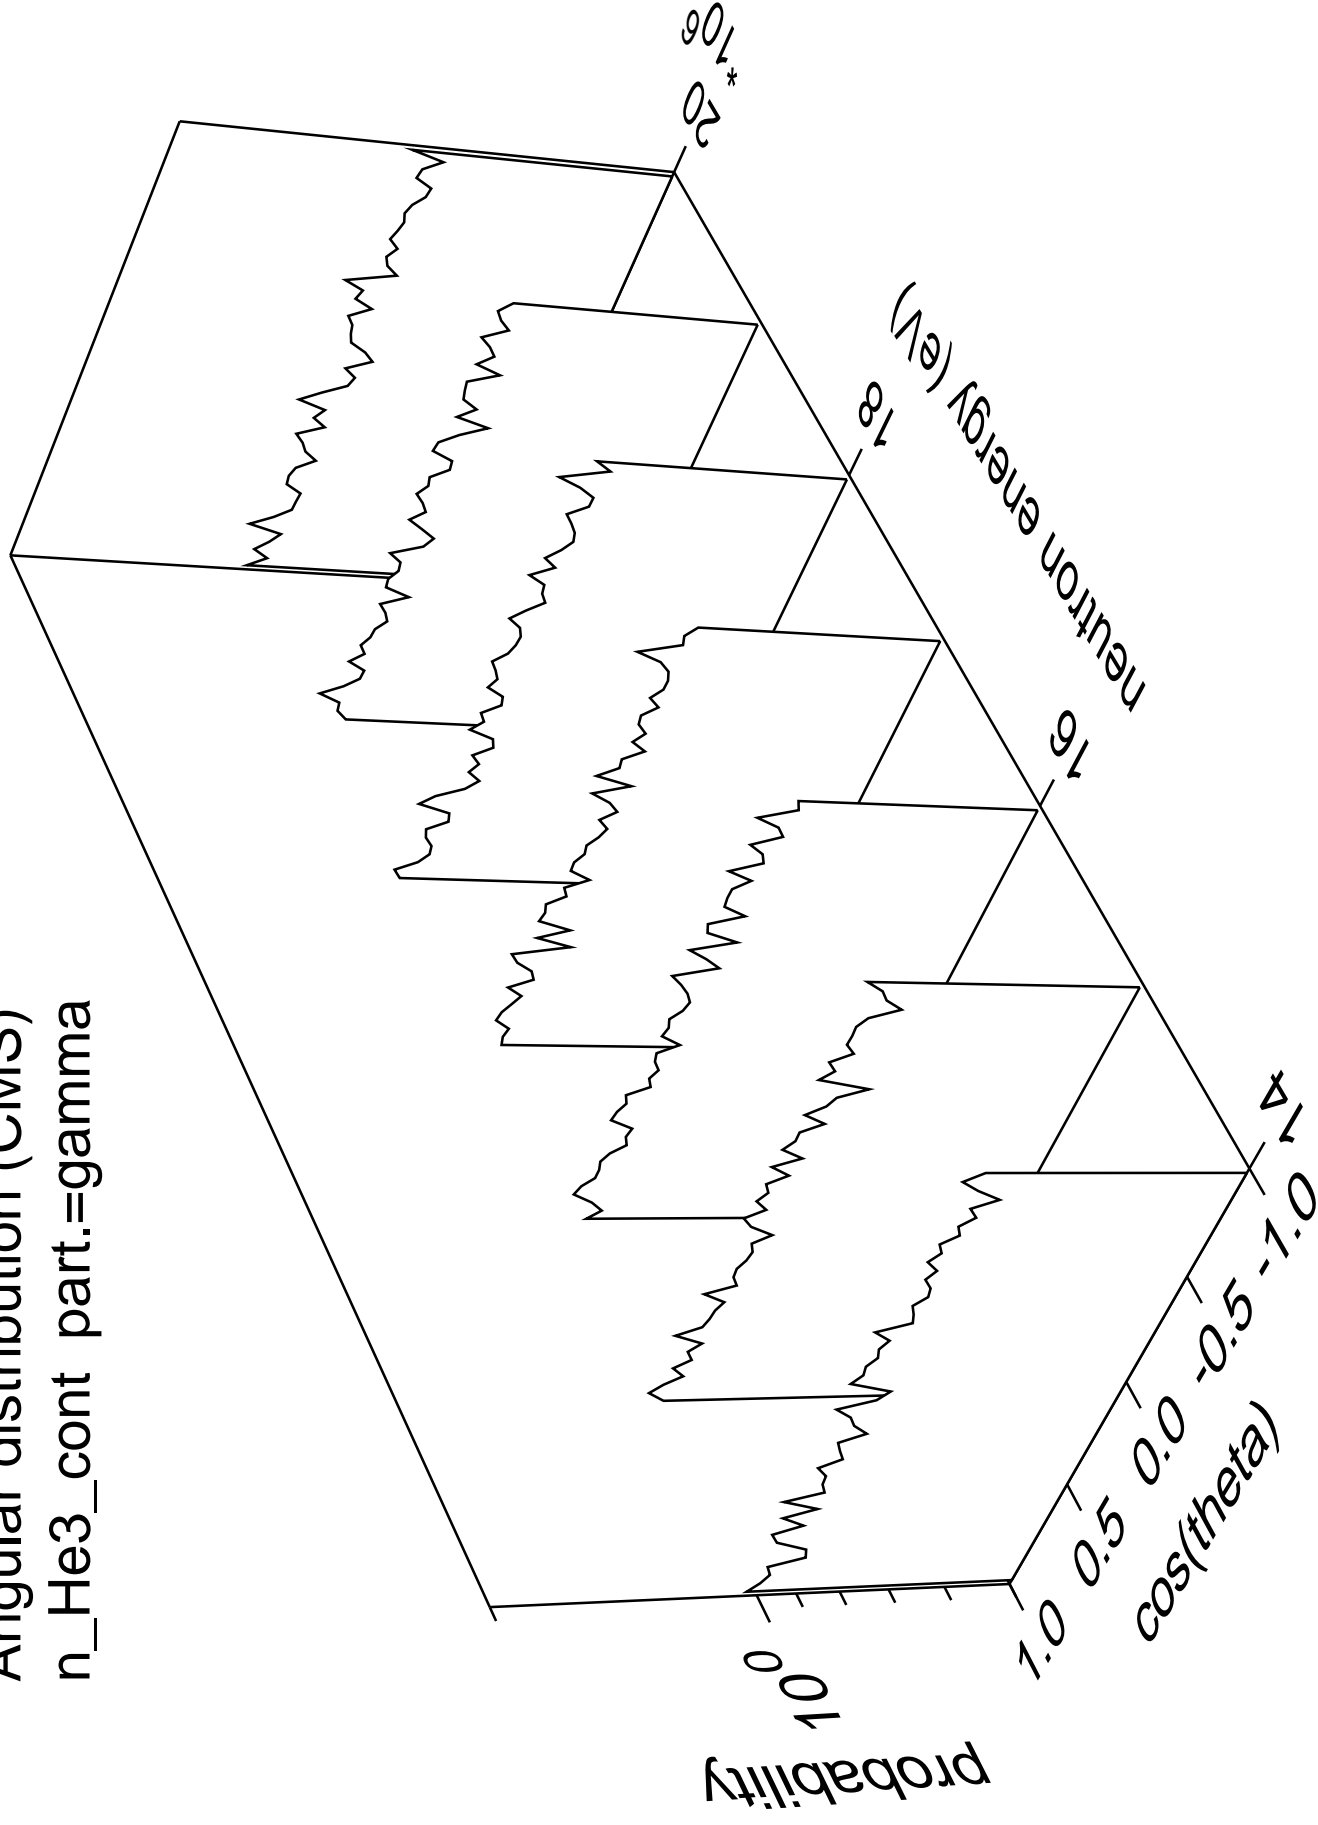 Angular distribution (CMS)
n_He3_cont part.=gamma
probability
10^0
cos(theta)
1.0 0.5 0.0 -0.5 -1.0
neutron energy (eV)
14 16 18 20 * 10^6